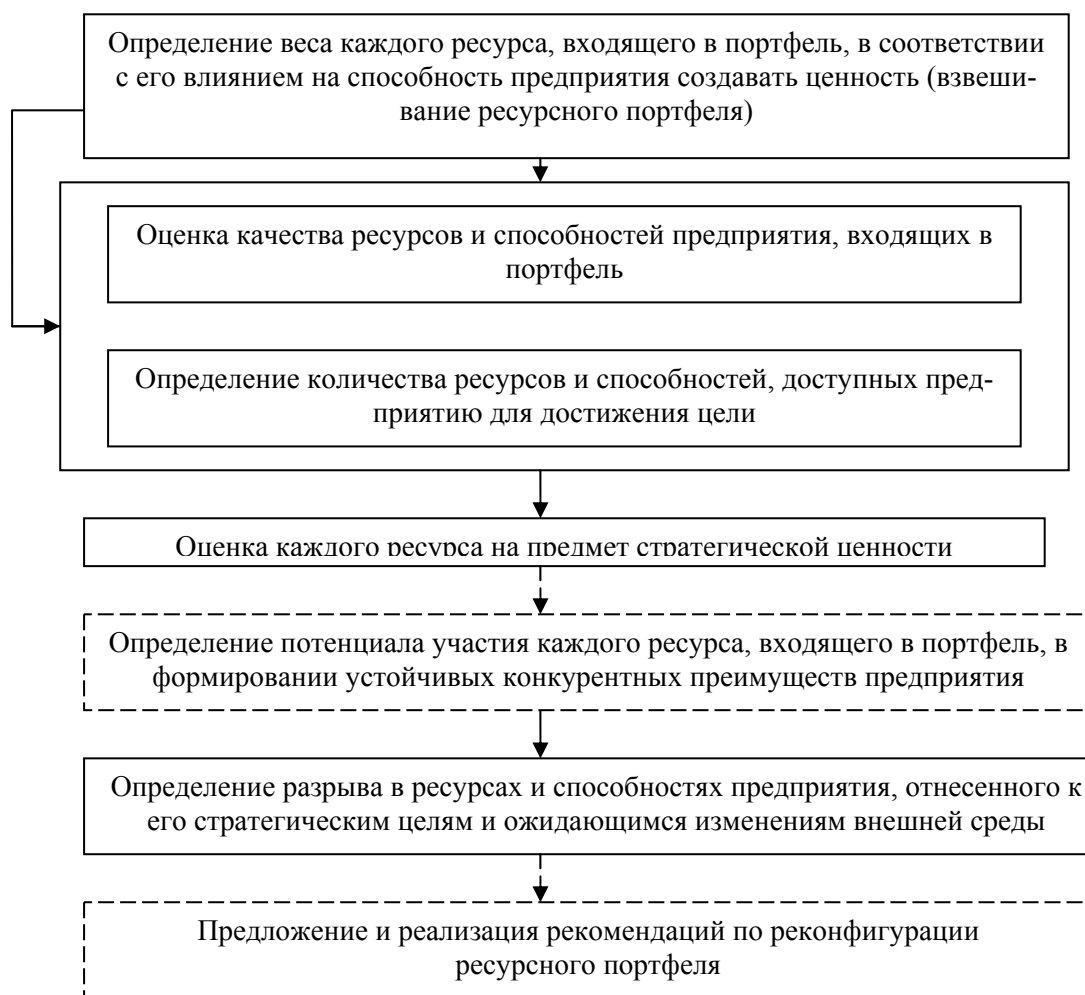 Определение веса каждого ресурса, входящего в портфель, в соответствии
с его влиянием на способность предприятия создавать ценность (взвеши-
вание ресурсного портфеля)
Оценка качества ресурсов и способностей предприятия, входящих в
портфель
Определение количества ресурсов и способностей, доступных пред-
приятию для достижения цели
Оценка каждого ресурса на предмет стратегической ценности
Определение потенциала участия каждого ресурса, входящего в портфель, в
формировании устойчивых конкурентных преимуществ предприятия
Определение разрыва в ресурсах и способностях предприятия, отнесенного к
его стратегическим целям и ожидающимся изменениям внешней среды
Предложение и реализация рекомендаций по реконфигурации
ресурсного портфеля